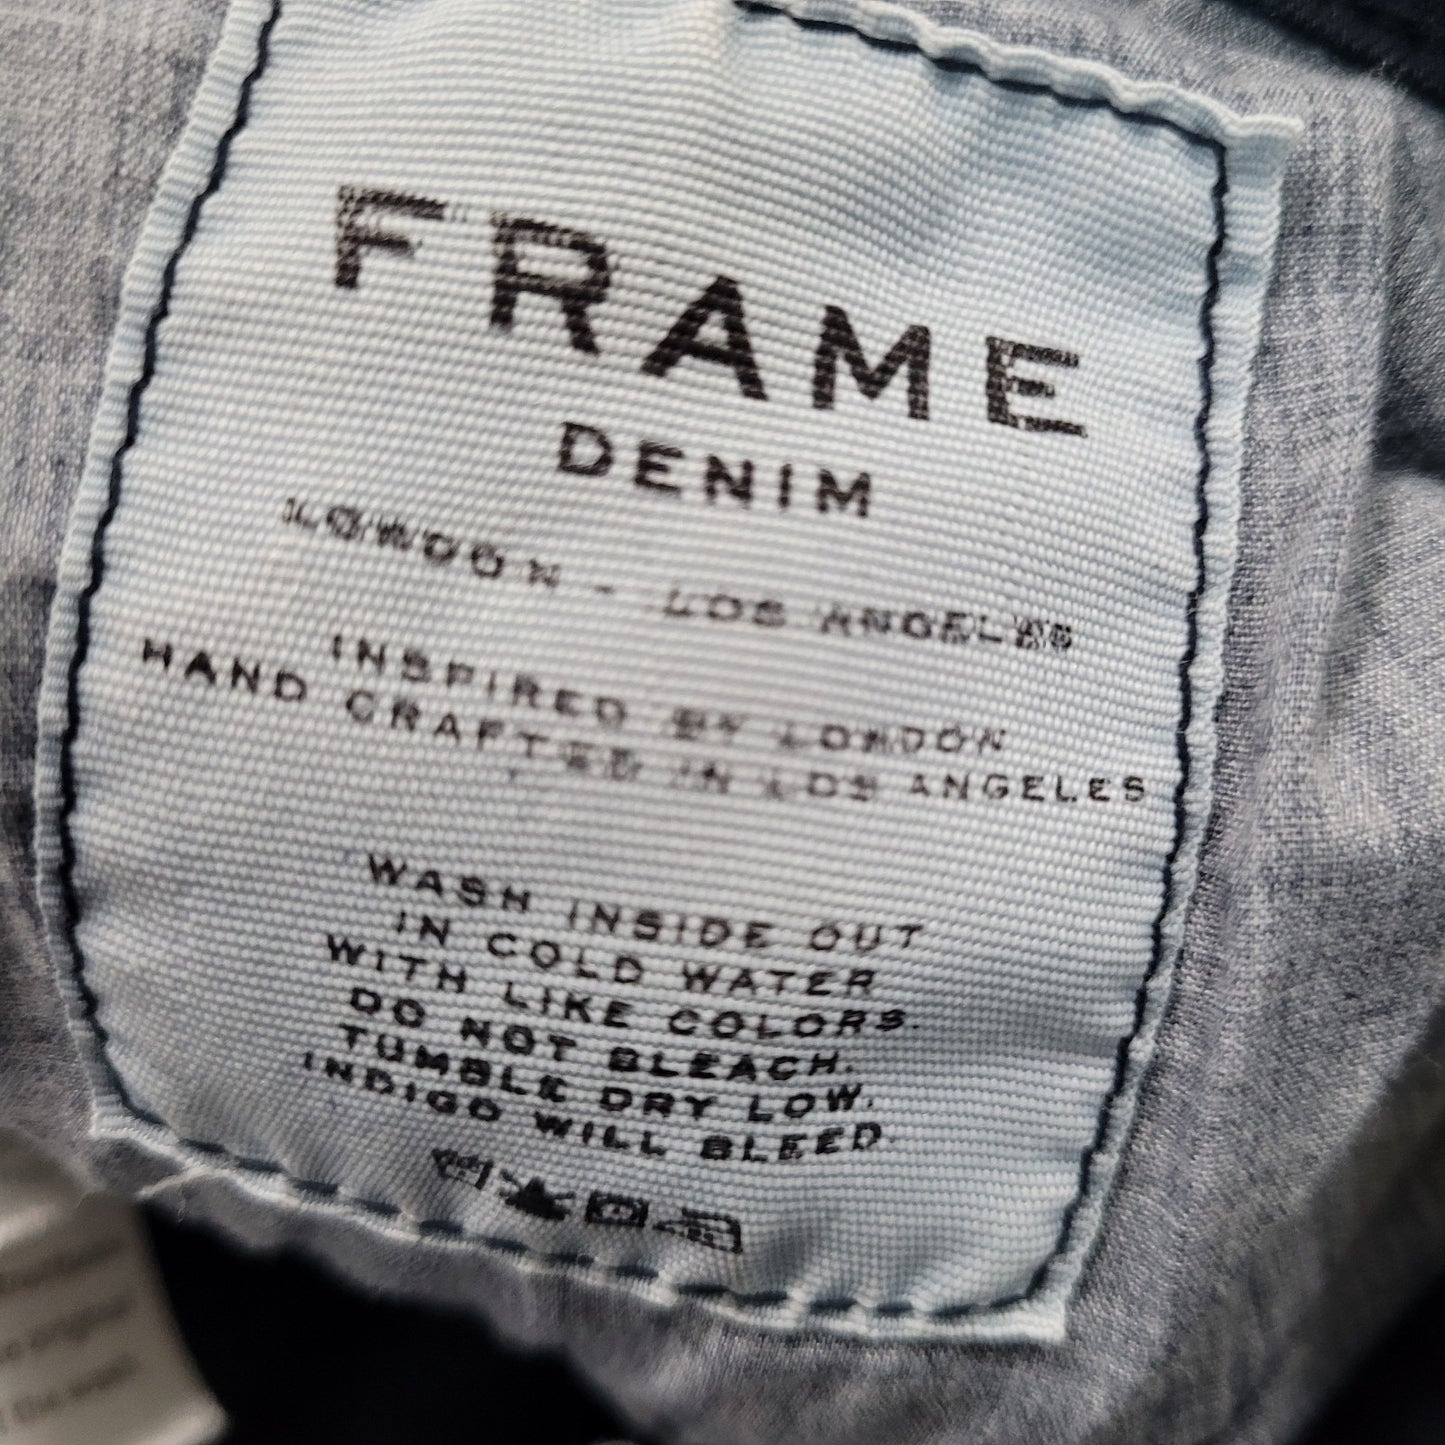 FRAME
DENIM
LONDON - LOS ANGELES
INSPIRED BY LONDON
HAND CRAFTED IN LOS ANGELES
WASH INSIDE OUT
IN COLD WATER
WITH LIKE COLORS.
DO NOT BLEACH.
TUMBLE DRY LOW.
INDIGO WILL BLEED.